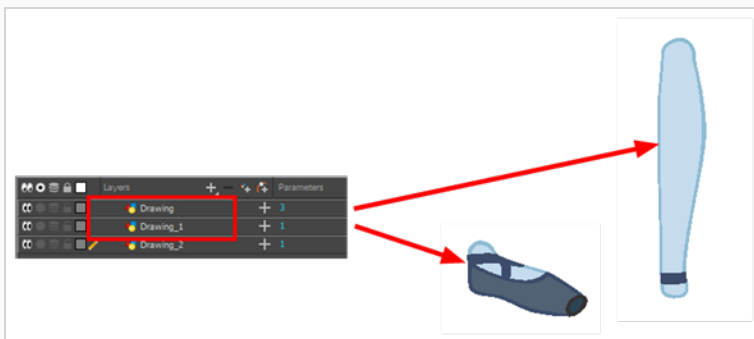 Layers Parameters
Drawing 3
Drawing_1 1
Drawing_2 1